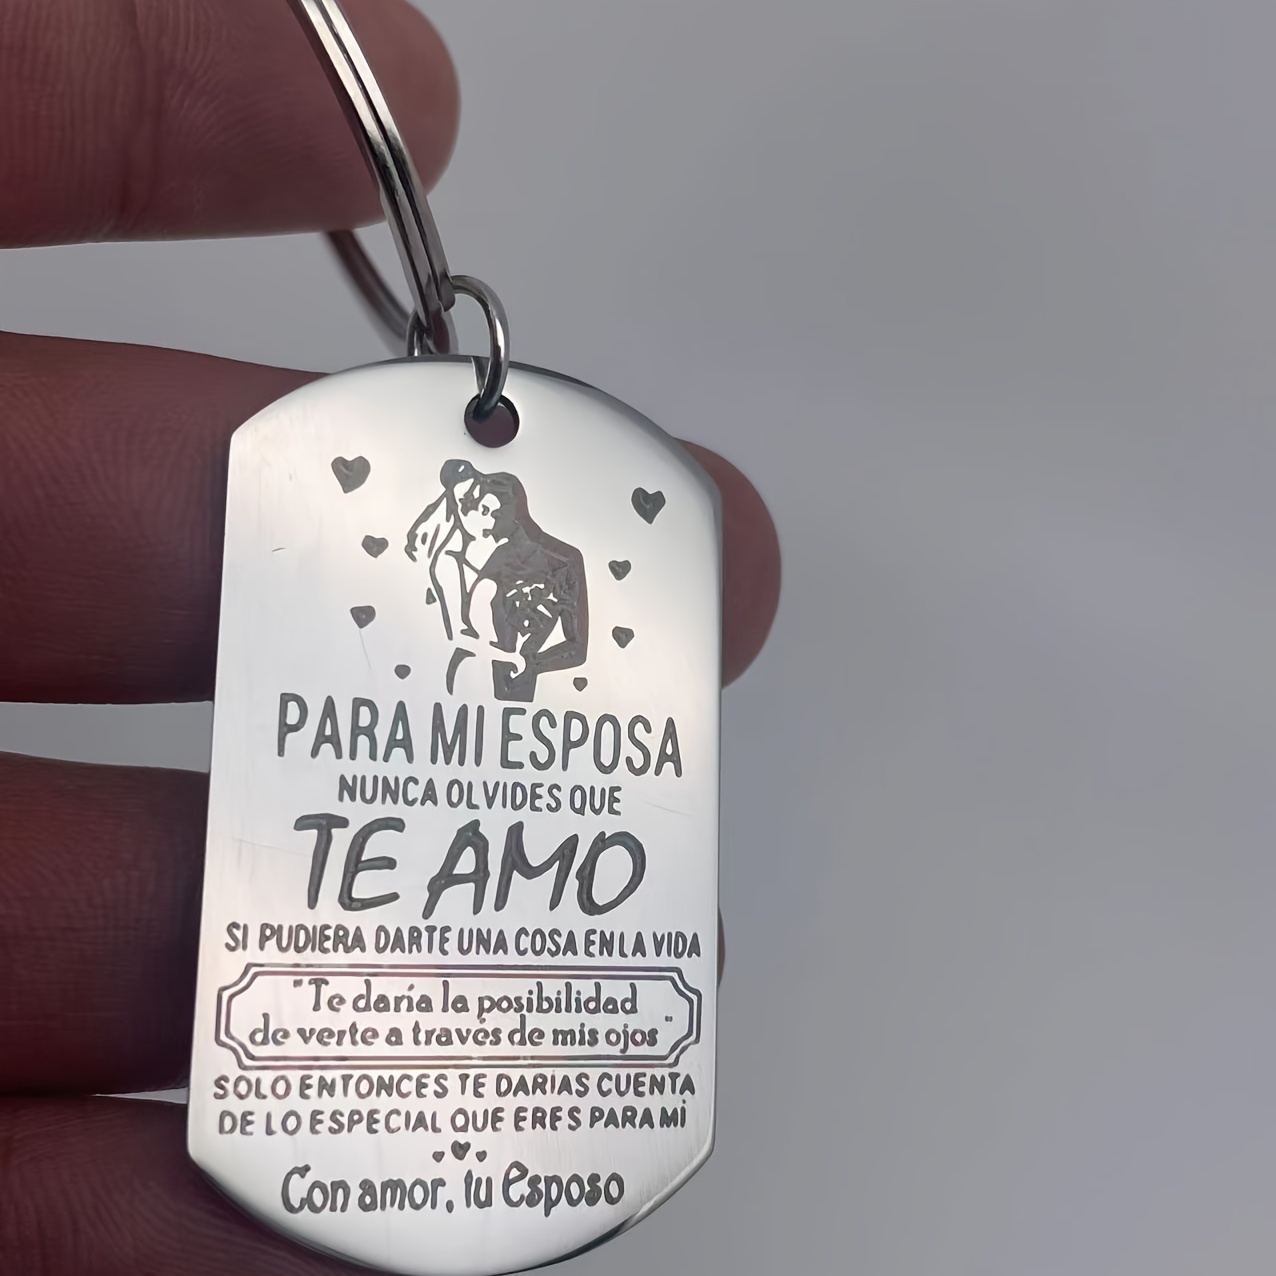 PARA MI ESPOSA
NUNCA OLVIDES QUE
TE AMO
SI PUDIERA DARTE UNA COSA EN LA VIDA
"Te daría la posibilidad
de verte a través de mis ojos"
SOLO ENTONCES TE DARÍAS CUENTA
DE LO ESPECIAL QUE ERES PARA MÍ
Con amor, tu Esposo